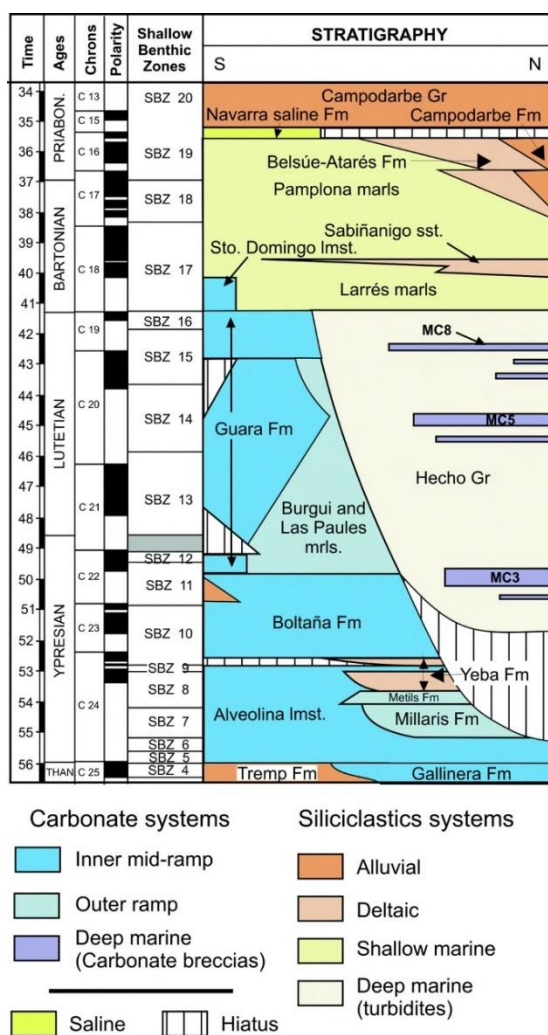 Time
Ages
Chrons
Polarity
Shallow
Benthic
Zones
STRATIGRAPHY
S
N
34
35
36
37
38
39
40
41
42
43
44
45
46
47
48
49
50
51
52
53
54
55
56
PRIABON.
BARTONIAN
LUTETIAN
YPRESIAN
THAN
C 13
C 15
C 16
C 17
C 18
C 19
C 20
C 21
C 22
C 23
C 24
C 25
SBZ 20
SBZ 19
SBZ 18
SBZ 17
SBZ 16
SBZ 15
SBZ 14
SBZ 13
SBZ 12
SBZ 11
SBZ 10
SBZ 9
SBZ 8
SBZ 7
SBZ 6
SBZ 5
SBZ 4
Campodarbe Gr
Navarra saline Fm
Campodarbe Fm
Belsúe-Atarés Fm
Pamplona marls
Sabiñanigo sst.
Sto. Domingo lmst.
Larrés marls
MC8
MC5
Guara Fm
Hecho Gr
Burgui and
Las Paules
mrls.
MC3
Boltaña Fm
Yeba Fm
Metils Fm
Alveolina lmst.
Millaris Fm
Tremp Fm
Gallinera Fm
Carbonate systems
Inner mid-ramp
Outer ramp
Deep marine
(Carbonate breccias)
Saline
Hiatus
Siliciclastics systems
Alluvial
Deltaic
Shallow marine
Deep marine
(turbidites)